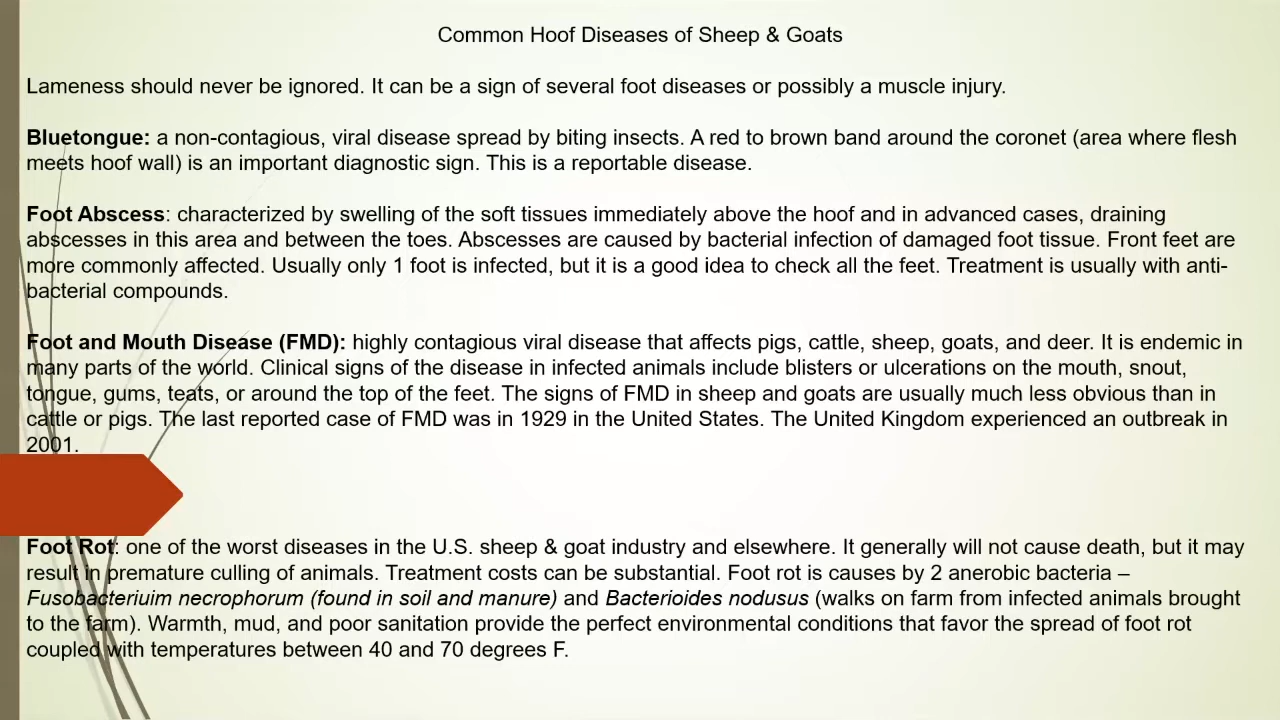 Common Hoof Diseases of Sheep & Goats
Lameness should never be ignored. It can be a sign of several foot diseases or possibly a muscle injury.
Bluetongue: a non-contagious, viral disease spread by biting insects. A red to brown band around the coronet (area where flesh
meets hoof wall) is an important diagnostic sign. This is a reportable disease.
Foot Abscess: characterized by swelling of the soft tissues immediately above the hoof and in advanced cases, draining
abscesses in this area and between the toes. Abscesses are caused by bacterial infection of damaged foot tissue. Front feet are
more commonly affected. Usually only 1 foot is infected, but it is a good idea to check all the feet. Treatment is usually with anti-
bacterial compounds.
Foot and Mouth Disease (FMD): highly contagious viral disease that affects pigs, cattle, sheep, goats, and deer. It is endemic in
many parts of the world. Clinical signs of the disease in infected animals include blisters or ulcerations on the mouth, snout,
tongue, gums, teats, or around the top of the feet. The signs of FMD in sheep and goats are usually much less obvious than in
cattle or pigs. The last reported case of FMD was in 1929 in the United States. The United Kingdom experienced an outbreak in
2001.
Foot Rot: one of the worst diseases in the U.S. sheep & goat industry and elsewhere. It generally will not cause death, but it may
result in premature culling of animals. Treatment costs can be substantial. Foot rot is causes by 2 anerobic bacteria –
Fusobacteriuim necrophorum (found in soil and manure) and Bacterioides nodusus (walks on farm from infected animals brought
to the farm). Warmth, mud, and poor sanitation provide the perfect environmental conditions that favor the spread of foot rot
coupled with temperatures between 40 and 70 degrees F.